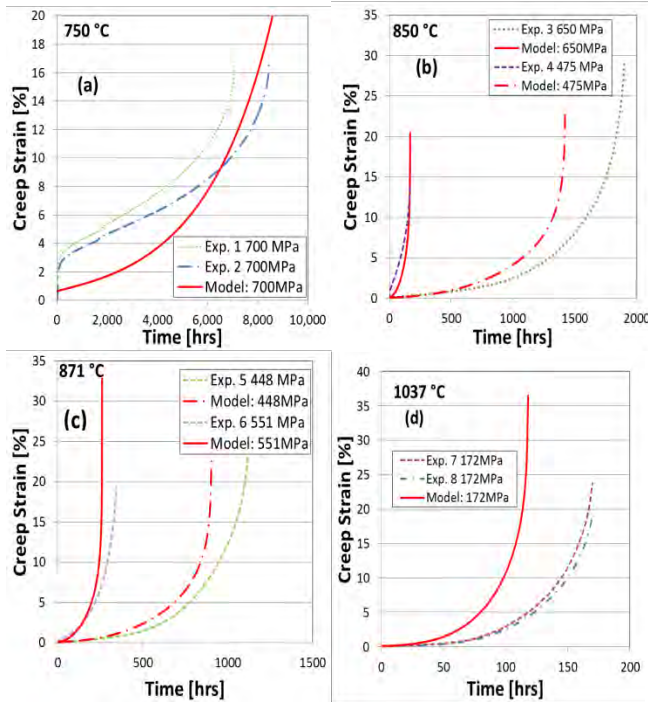 750 °C
(a)
Creep Strain [%]
20
18
16
14
12
10
8
6
4
2
0
Exp. 1 700 MPa
Exp. 2 700MPa
Model: 700MPa
0 2,000 4,000 6,000 8,000 10,000
Time [hrs]
850 °C
(b)
Creep Strain [%]
35
30
25
20
15
10
5
0
Exp. 3 650 MPa
Model: 650MPa
Exp. 4 475MPa
Model: 475MPa
0 500 1000 1500 2000
Time [hrs]
871 °C
(c)
Creep Strain [%]
35
30
25
20
15
10
5
0
Exp. 5 448 MPa
Model: 448MPa
Exp. 6 551 MPa
Model: 551MPa
0 500 1000 1500
Time [hrs]
1037 °C
(d)
Creep Strain [%]
40
35
30
25
20
15
10
5
0
Exp. 7 172MPa
Exp. 8 172MPa
Model: 172MPa
0 50 100 150 200
Time [hrs]